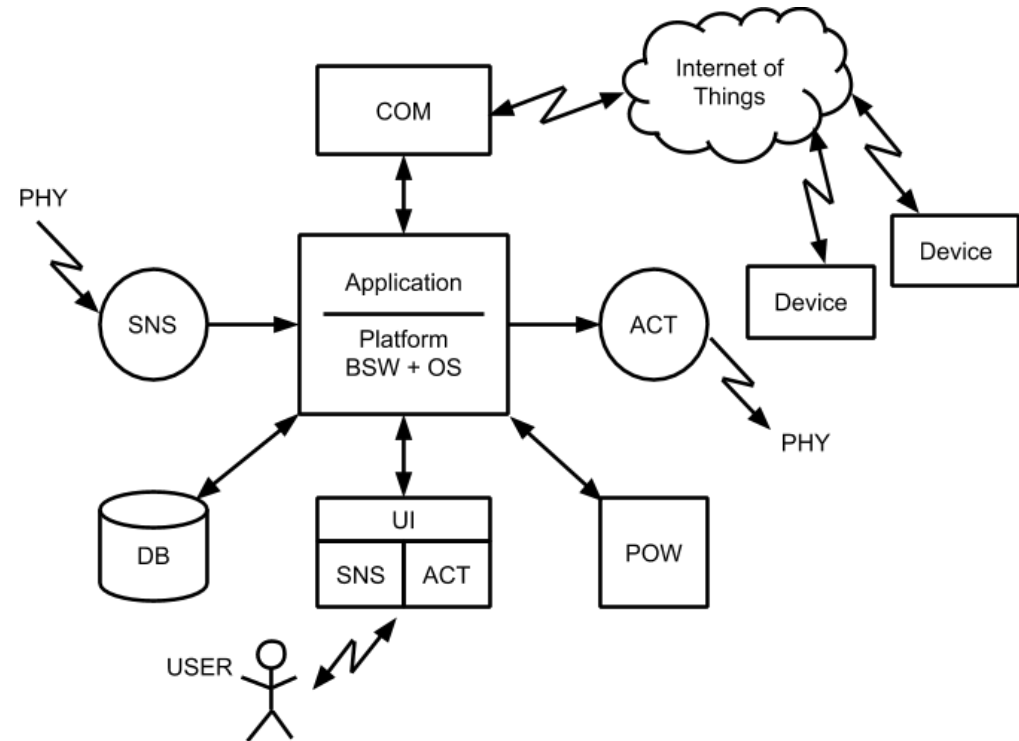 Internet of
Things
COM
PHY
Device
Application
Device
SNS
ACT
Platform
BSW + OS
PHY
UI
DB
POW
SNS
ACT
USER